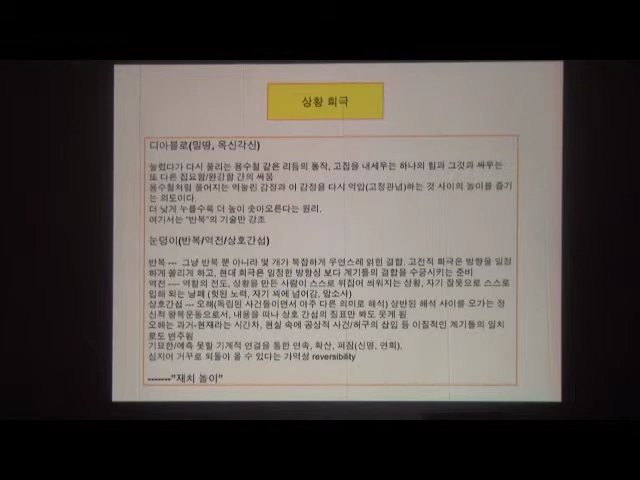 상황 희극
디아블로(밀땅, 옥신각신)
눌렀다가 다시 풀리는 용수철 같은 리듬의 동작, 고집을 내세우는 하나의 힘과 그것과 싸우는
또 다른 집요함/완강함 간의 싸움
용수철처럼 풀어지는 억눌린 감정과 이 감정을 다시 억압(고정관념)하는 것 사이의 놀이를 즐기
는 의도이다.
더 낮게 누를수록 더 높이 솟아오른다는 원리.
여기서는 "반복"의 기술만 강조
눈덩이(반복/역전/상호간섭)
반복 --- 그냥 반복 뿐 아니라 몇 개가 복잡하게 우연스레 얽힌 결합. 고전적 희극은 방향을 일정
하게 쏠리게 하고, 현대 희극은 일정한 방향성 보다 계기들의 결합을 수긍시키는 준비
역전 ---- 역할의 전도, 상황을 만든 사람이 스스로 뒤집어 씌워지는 상황, 자기 잘못으로 스스로
입해 되는 낭패 (헛된 노력, 자기 꾀에 넘어감, 말소사)
상호간섭 --- 오해(독립된 사건들이면서 아주 다른 의미로 해석) 상반된 해석 사이를 오가는 정
신적 왕복운동으로서, 내용을 떠나 상호 간섭의 징표만 봐도 웃게 됨
오해는 과거-현재라는 시간차, 현실 속에 공상적 사건/허구의 삽입 등 이질적인 계기들의 일치
로도 변주됨
기묘한/예측 못할 기계적 연결을 통한 연속, 확산, 퍼짐(신명, 연희),
심지어 거꾸로 되돌아 올 수 있다는 가역성 reversibility
-------"재치 놀이"